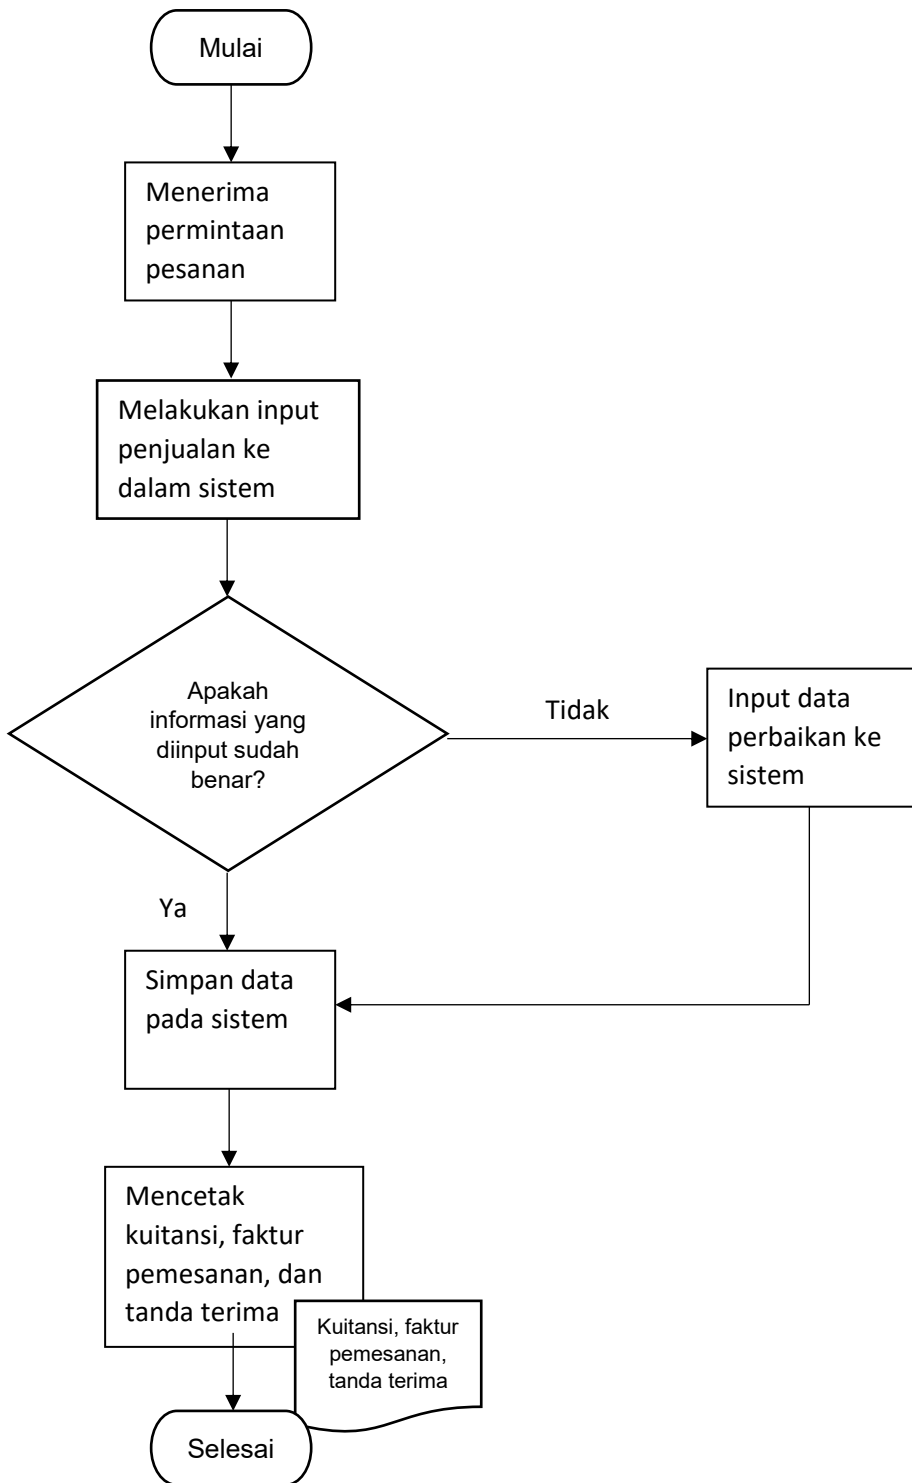 Mulai
Menerima
permintaan
pesanan
Melakukan input
penjualan ke
dalam sistem
Apakah
informasi yang
diinput sudah
benar?
Tidak
Input data
perbaikan ke
sistem
Ya
Simpan data
pada sistem
Mencetak
kuitansi, faktur
pemesanan, dan
tanda terima
Kuitansi, faktur
pemesanan,
tanda terima
Selesai